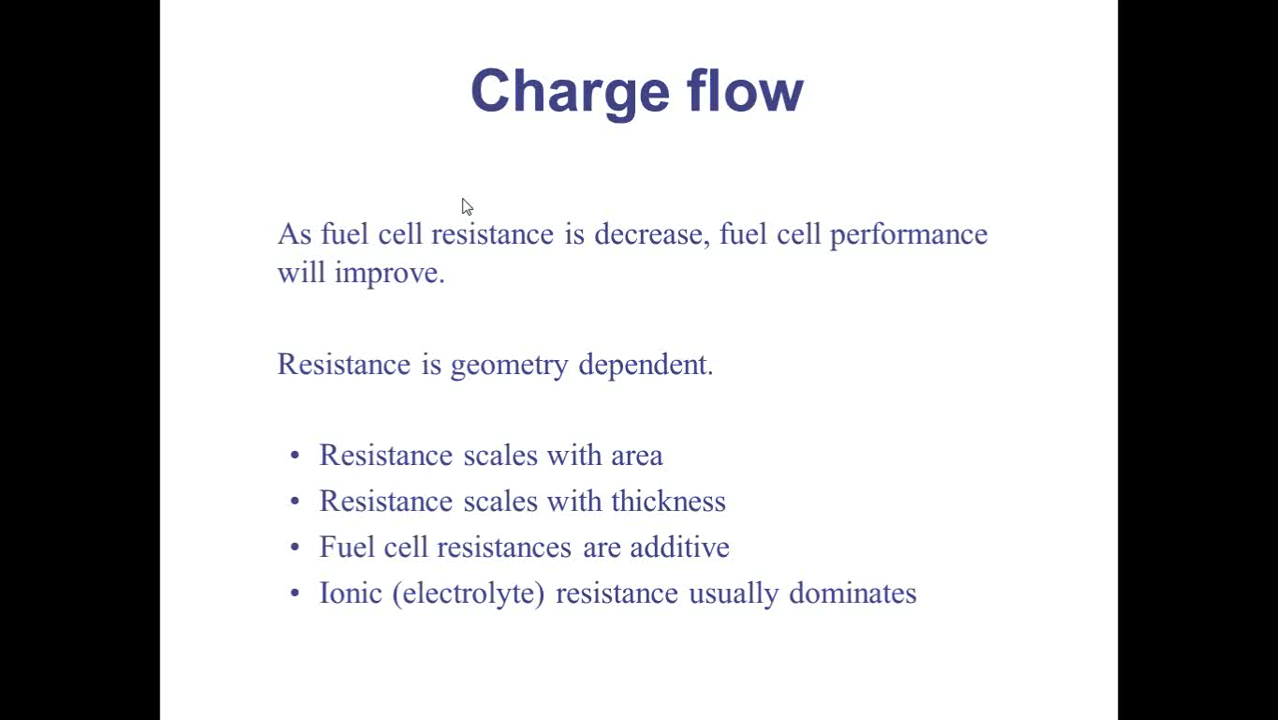 Charge flow
As fuel cell resistance is decrease, fuel cell performance
will improve.
Resistance is geometry dependent.
• Resistance scales with area
• Resistance scales with thickness
• Fuel cell resistances are additive
• Ionic (electrolyte) resistance usually dominates